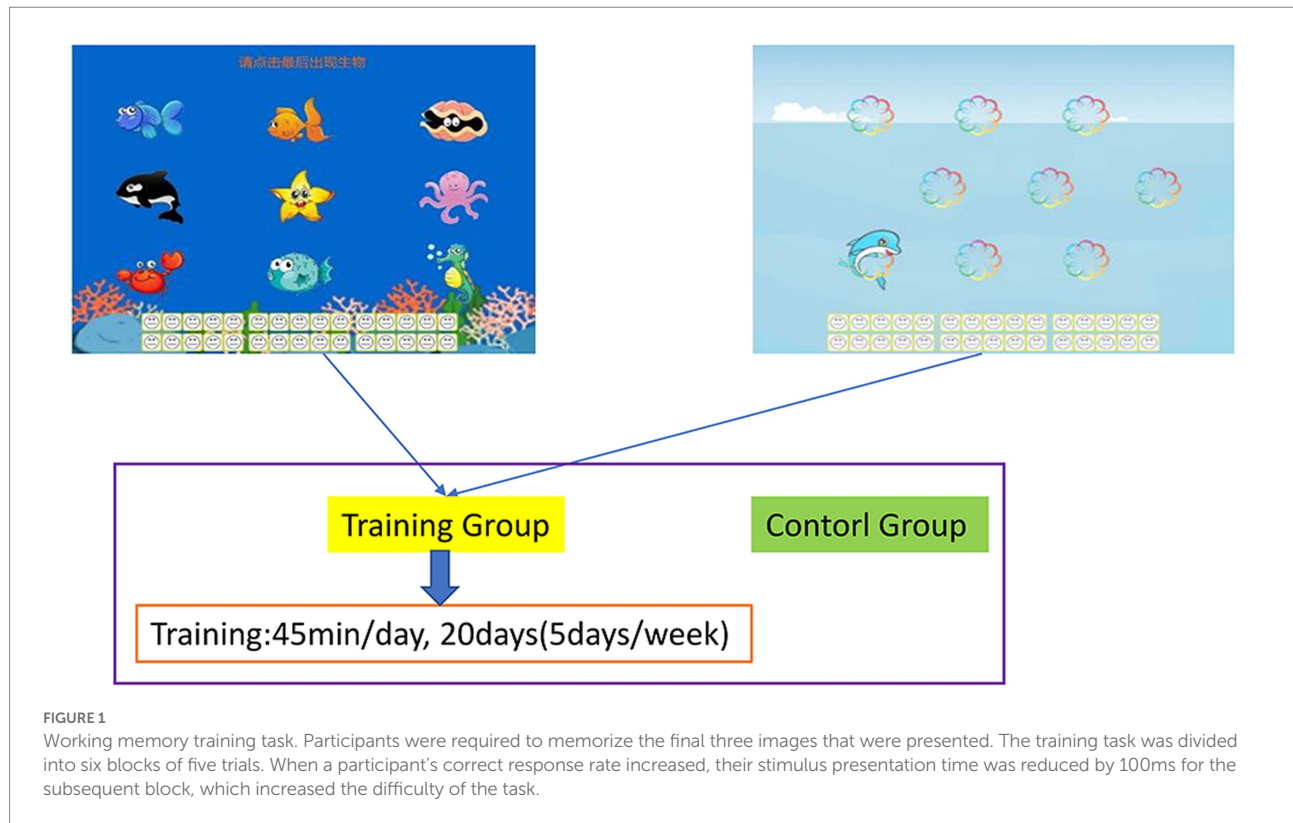 请点击最后出现生物
Training Group
Contorl Group
Training:45min/day, 20days(5days/week)
FIGURE 1
Working memory training task. Participants were required to memorize the final three images that were presented. The training task was divided
into six blocks of five trials. When a participant's correct response rate increased, their stimulus presentation time was reduced by 100ms for the
subsequent block, which increased the difficulty of the task.